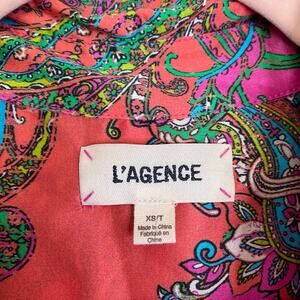 L'AGENCE
XS/T
Made in China
Fabriqué en
Chine